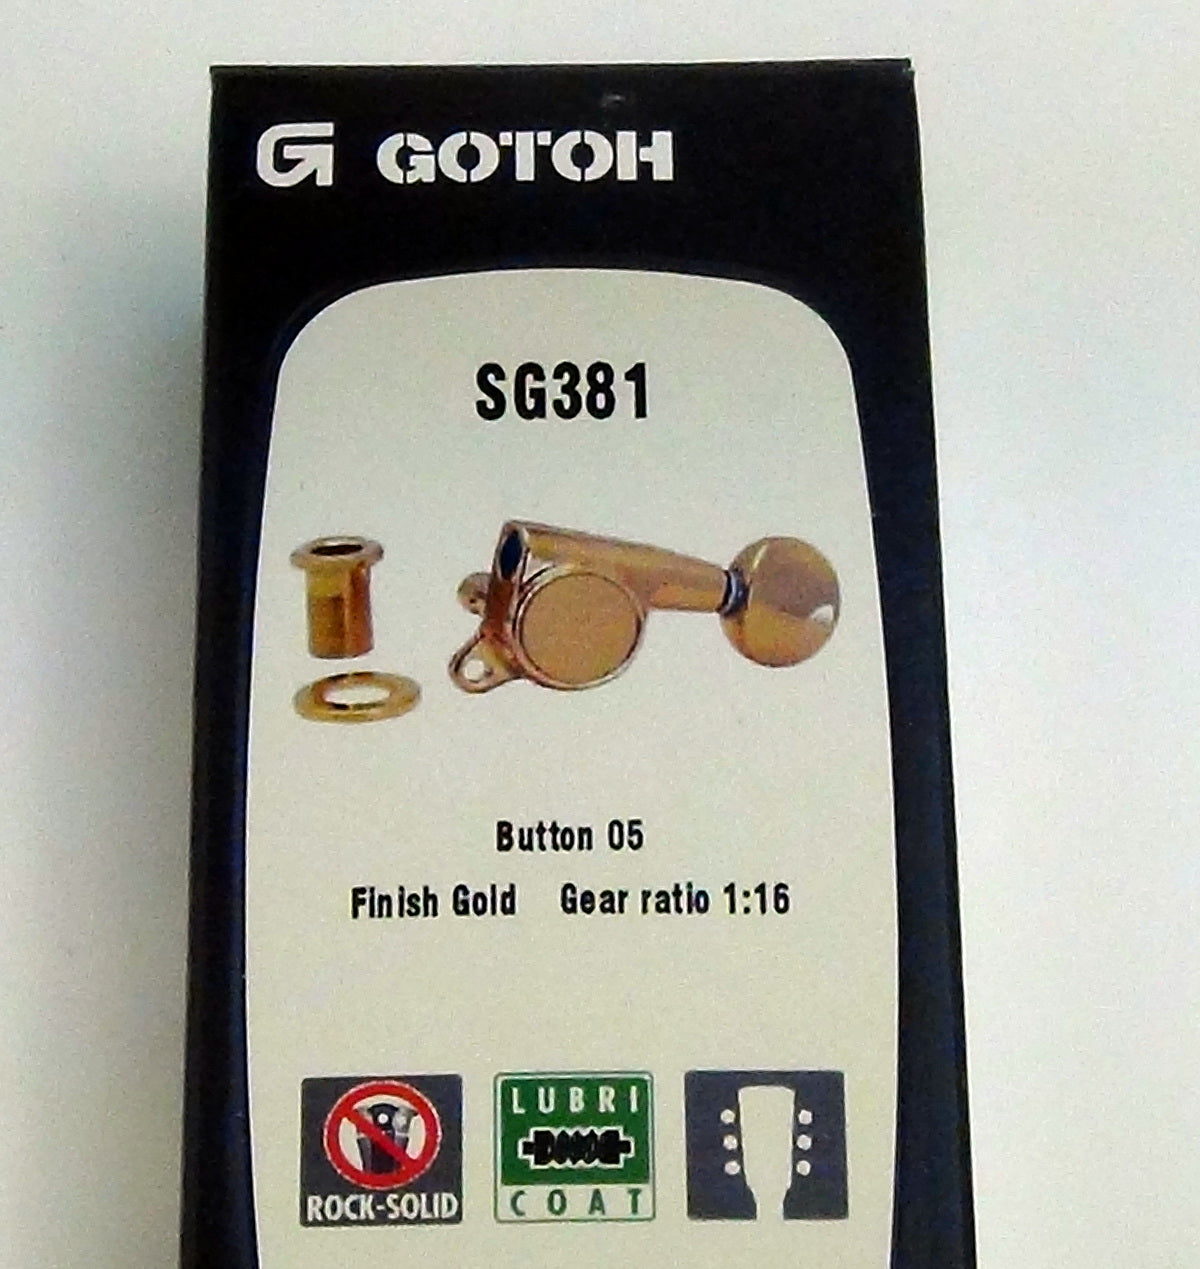 GOTOH
SG381
Button 05
Finish Gold Gear ratio 1:16
ROCK-SOLID
LUBRI
COAT